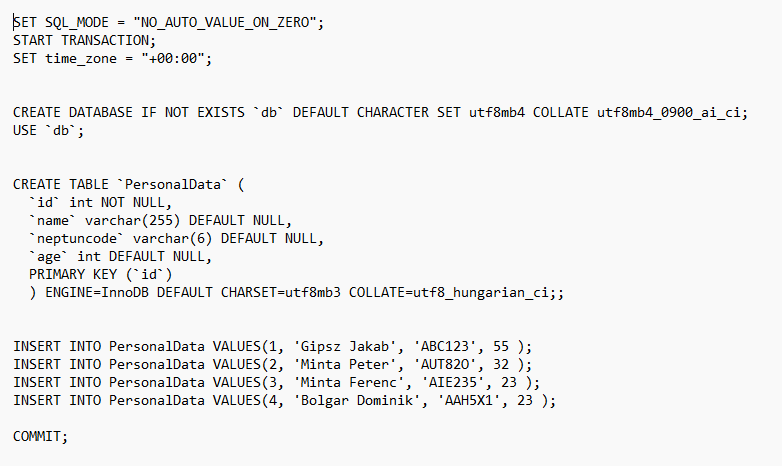 SET SQL_MODE = "NO_AUTO_VALUE_ON_ZERO";
START TRANSACTION;
SET time_zone = "+00:00";
CREATE DATABASE IF NOT EXISTS `db` DEFAULT CHARACTER SET utf8mb4 COLLATE utf8mb4_0900_ai_ci;
USE `db`;
CREATE TABLE `PersonalData` (
  `id` int NOT NULL,
  `name` varchar(255) DEFAULT NULL,
  `neptuncode` varchar(6) DEFAULT NULL,
  `age` int DEFAULT NULL,
  PRIMARY KEY (`id`)
  ) ENGINE=InnoDB DEFAULT CHARSET=utf8mb3 COLLATE=utf8_hungarian_ci;;
INSERT INTO PersonalData VALUES(1, 'Gipsz Jakab', 'ABC123', 55 );
INSERT INTO PersonalData VALUES(2, 'Minta Peter', 'AUT82O', 32 );
INSERT INTO PersonalData VALUES(3, 'Minta Ferenc', 'AIE235', 23 );
INSERT INTO PersonalData VALUES(4, 'Bolgar Dominik', 'AAH5X1', 23 );
COMMIT;